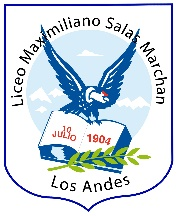 Liceo Maximiliano Salas Marchan
19
JULIO 1904
Los Andes